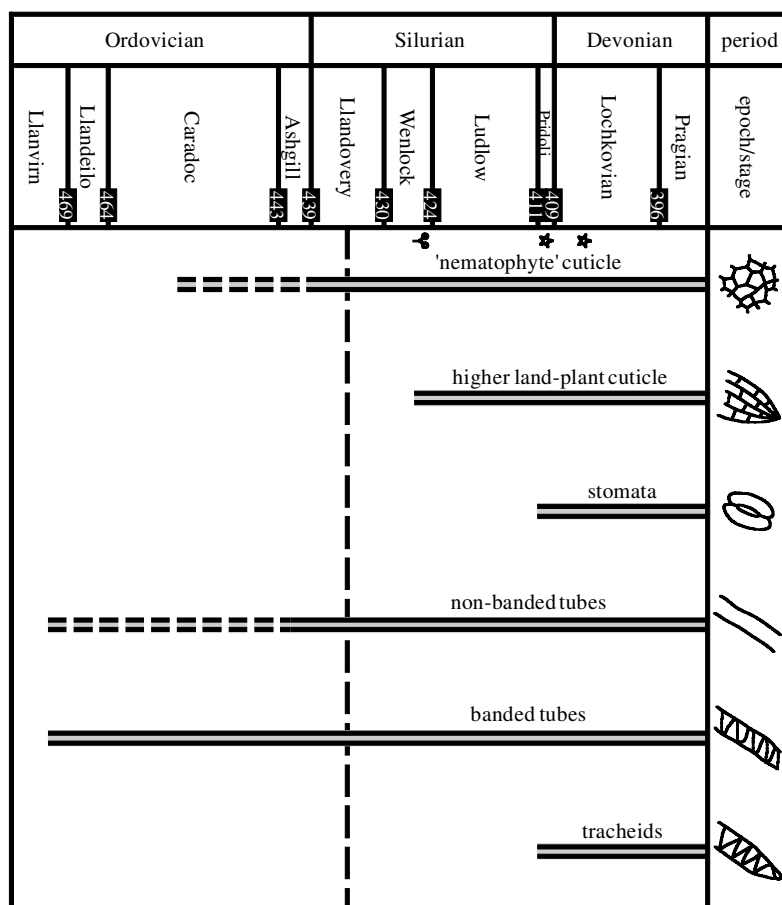 Ordovician Silurian Devonian period
Llanvirn Llandeilo Caradoc Ashgill Llandovery Wenlock Ludlow Pridoli Lochkovian Pragian epoch/stage
469 464 443 439 430 424 411 409 396
'nematophyte' cuticle
higher land-plant cuticle
stomata
non-banded tubes
banded tubes
tracheids